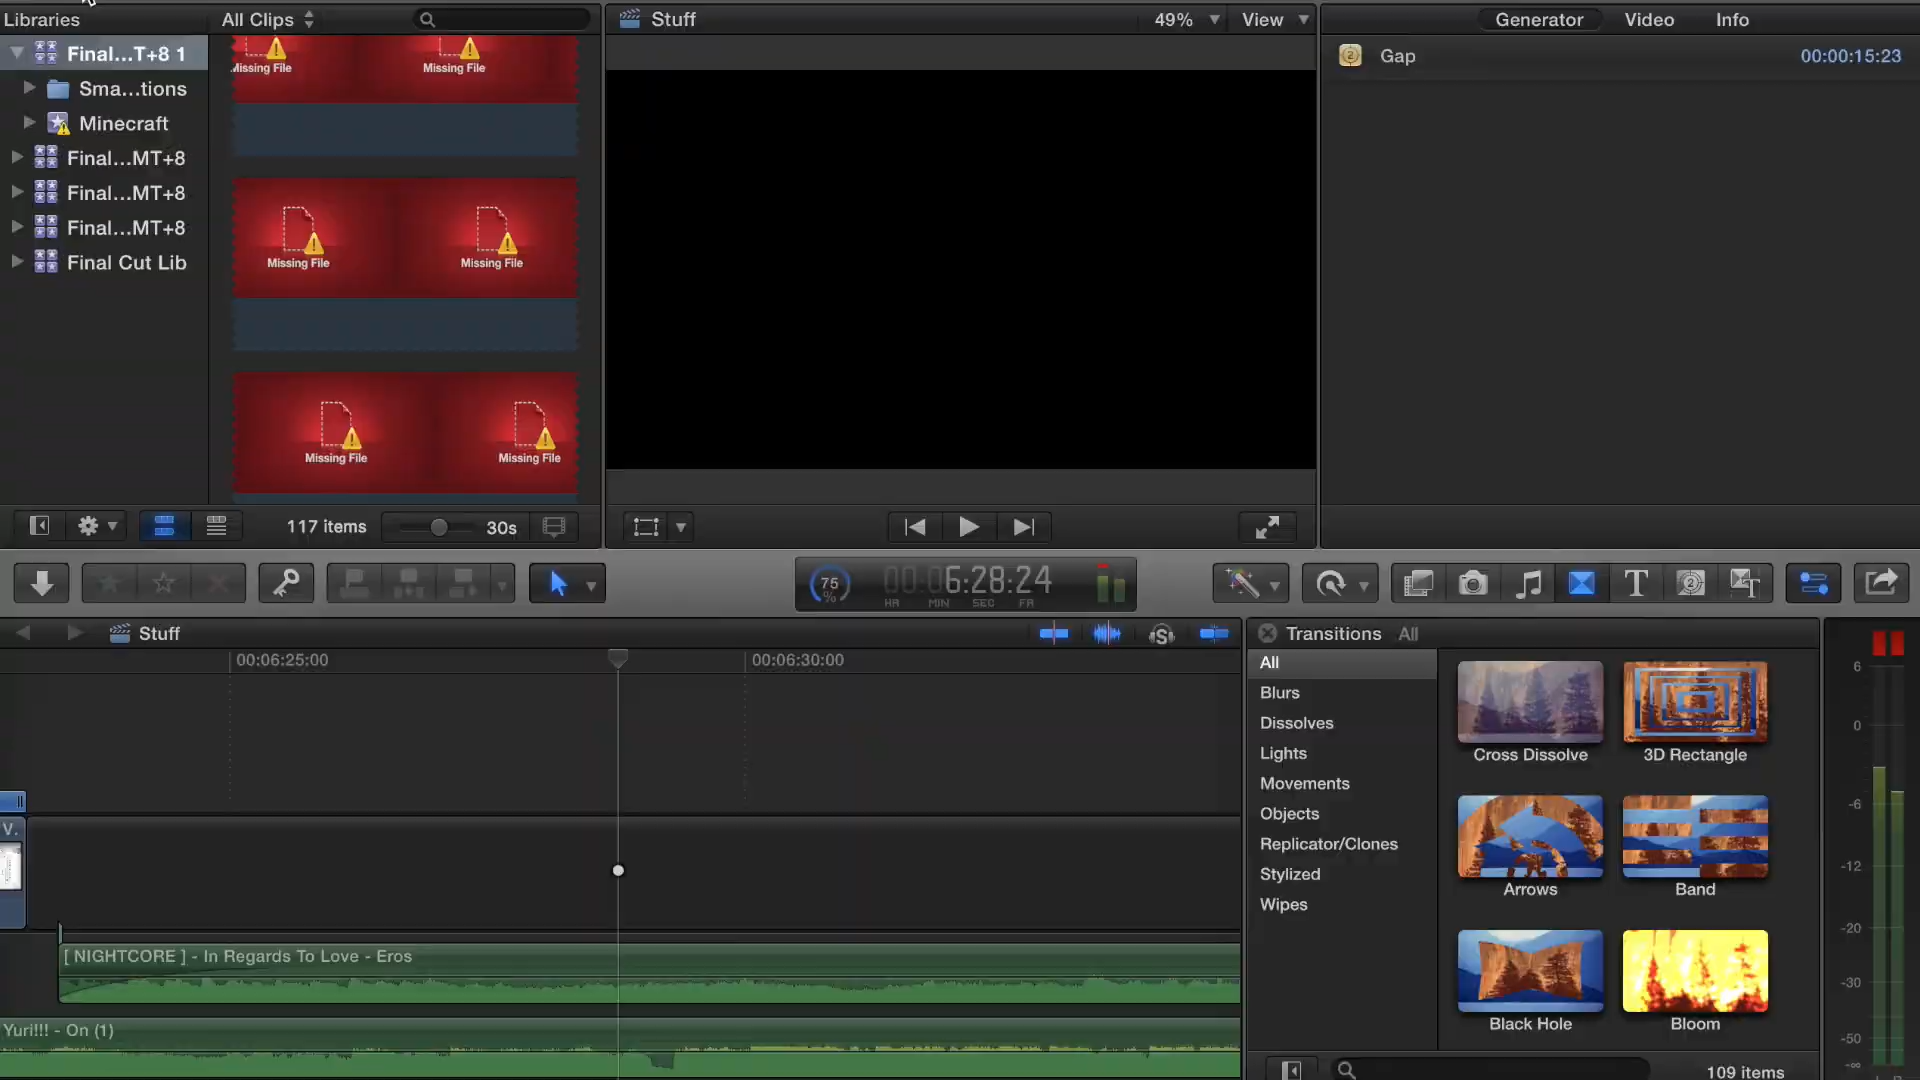 Libraries
All Clips
Stuff
49%
View
Generator
Video
Info
Final...T+8 1
Sma...tions
Minecraft
Final...MT+8
Final...MT+8
Final...MT+8
Final Cut Lib
Missing File
Missing File
Missing File
Missing File
Missing File
Gap
00:00:15:23
117 items
30s
75
%
00:06:28:24
HR MIN SEC FR
Stuff
00:06:25:00
00:06:30:00
V.
[ NIGHTCORE ] - In Regards To Love - Eros
Yuri!!! - On (1)
Transitions
All
All
Blurs
Dissolves
Lights
Movements
Objects
Replicator/Clones
Stylized
Wipes
Cross Dissolve
3D Rectangle
Arrows
Band
Black Hole
Bloom
109 items
6
0
-6
-12
-20
-30
-50
-∞